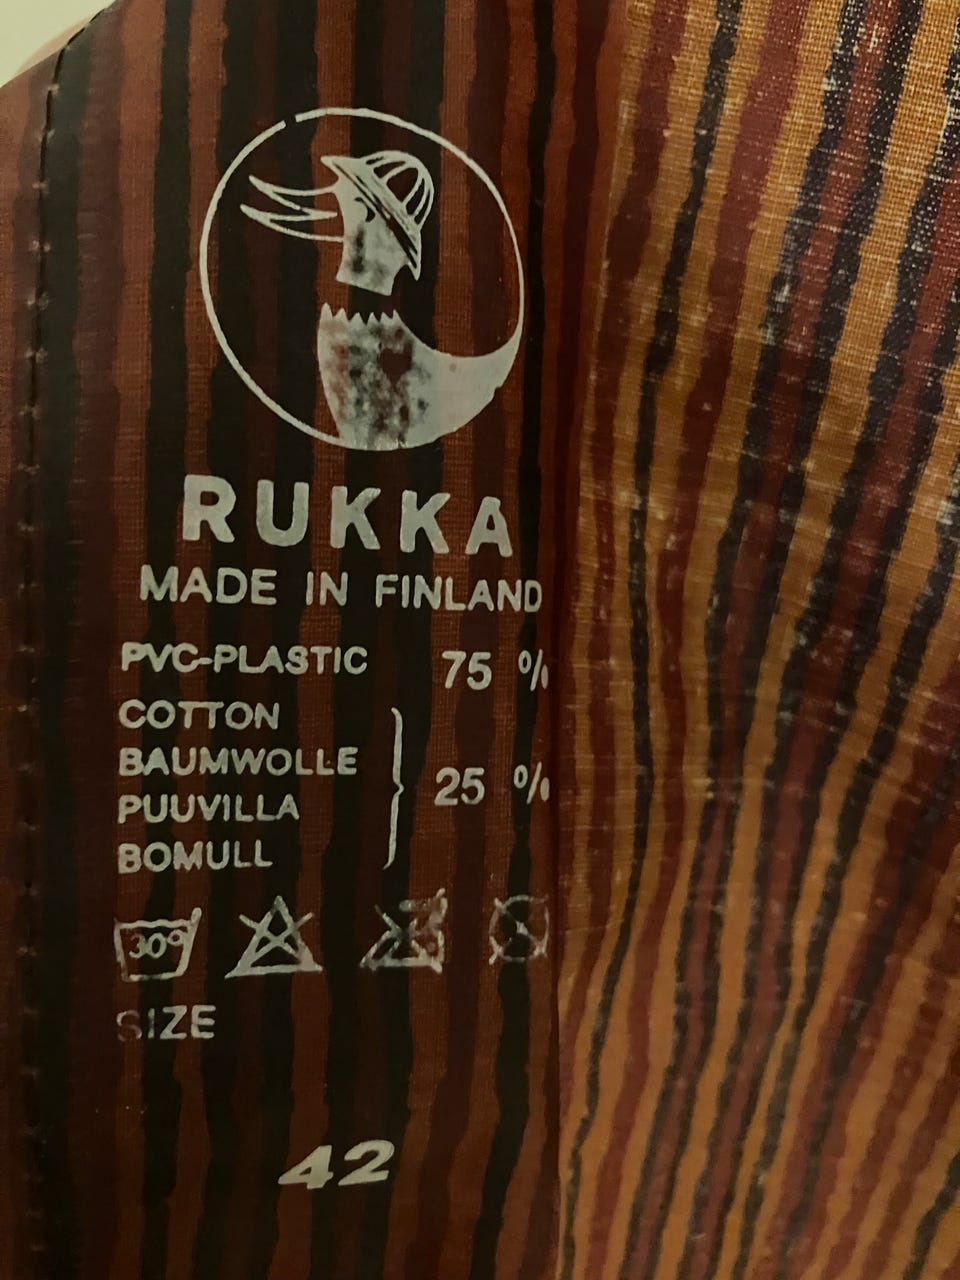 RUKKA
MADE IN FINLAND
PVC-PLASTIC 75 %
COTTON
BAUMWOLLE
PUUVILLA
BOMULL
25 %
30°
SIZE
42